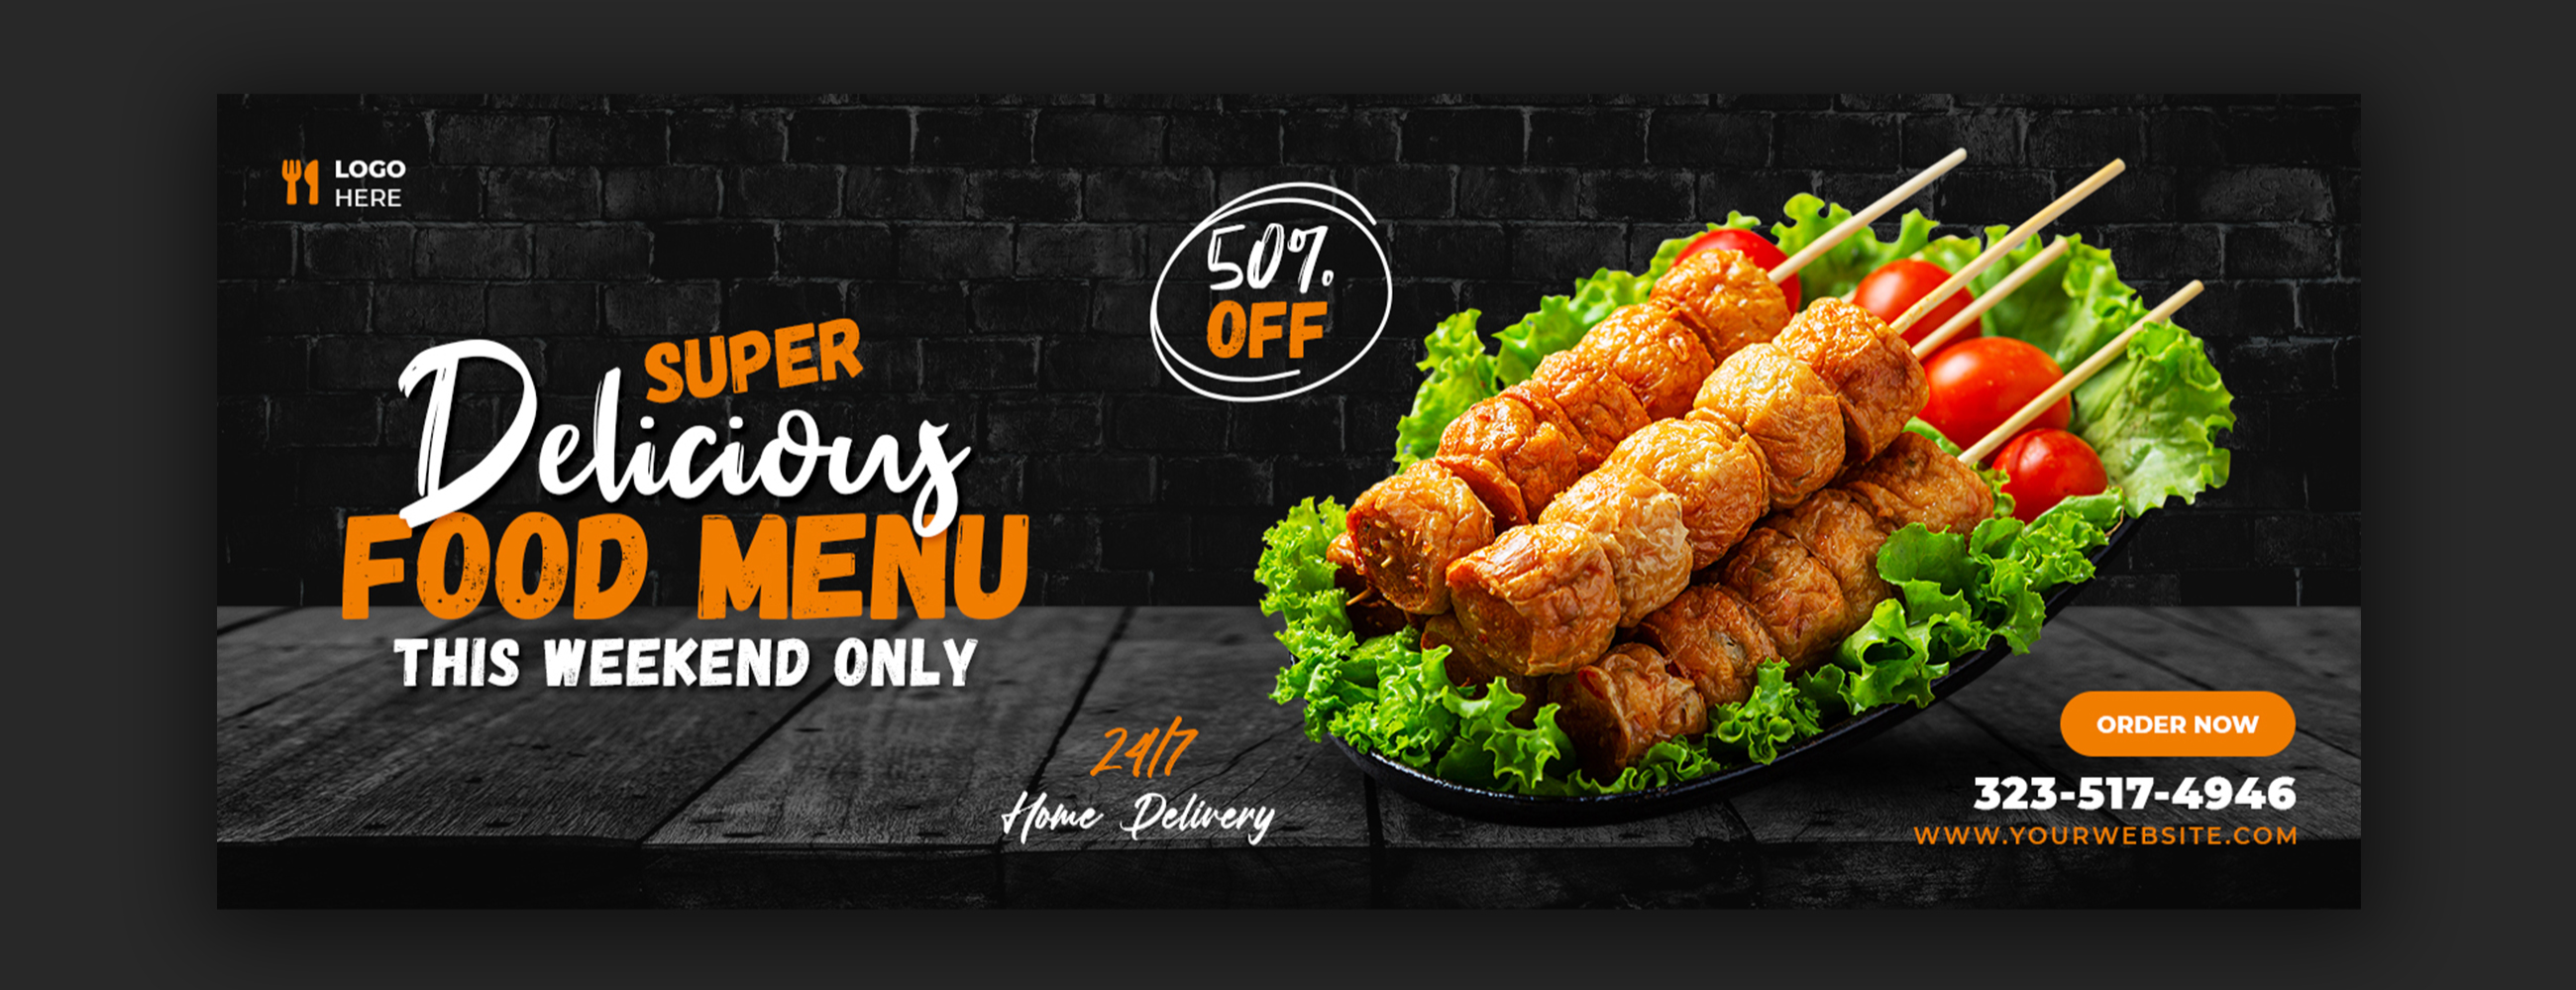 LOGO
HERE
50%
OFF
SUPER
Delicious
FOOD MENU
THIS WEEKEND ONLY
24/7
Home Delivery
ORDER NOW
323-517-4946
WWW.YOURWEBSITE.COM